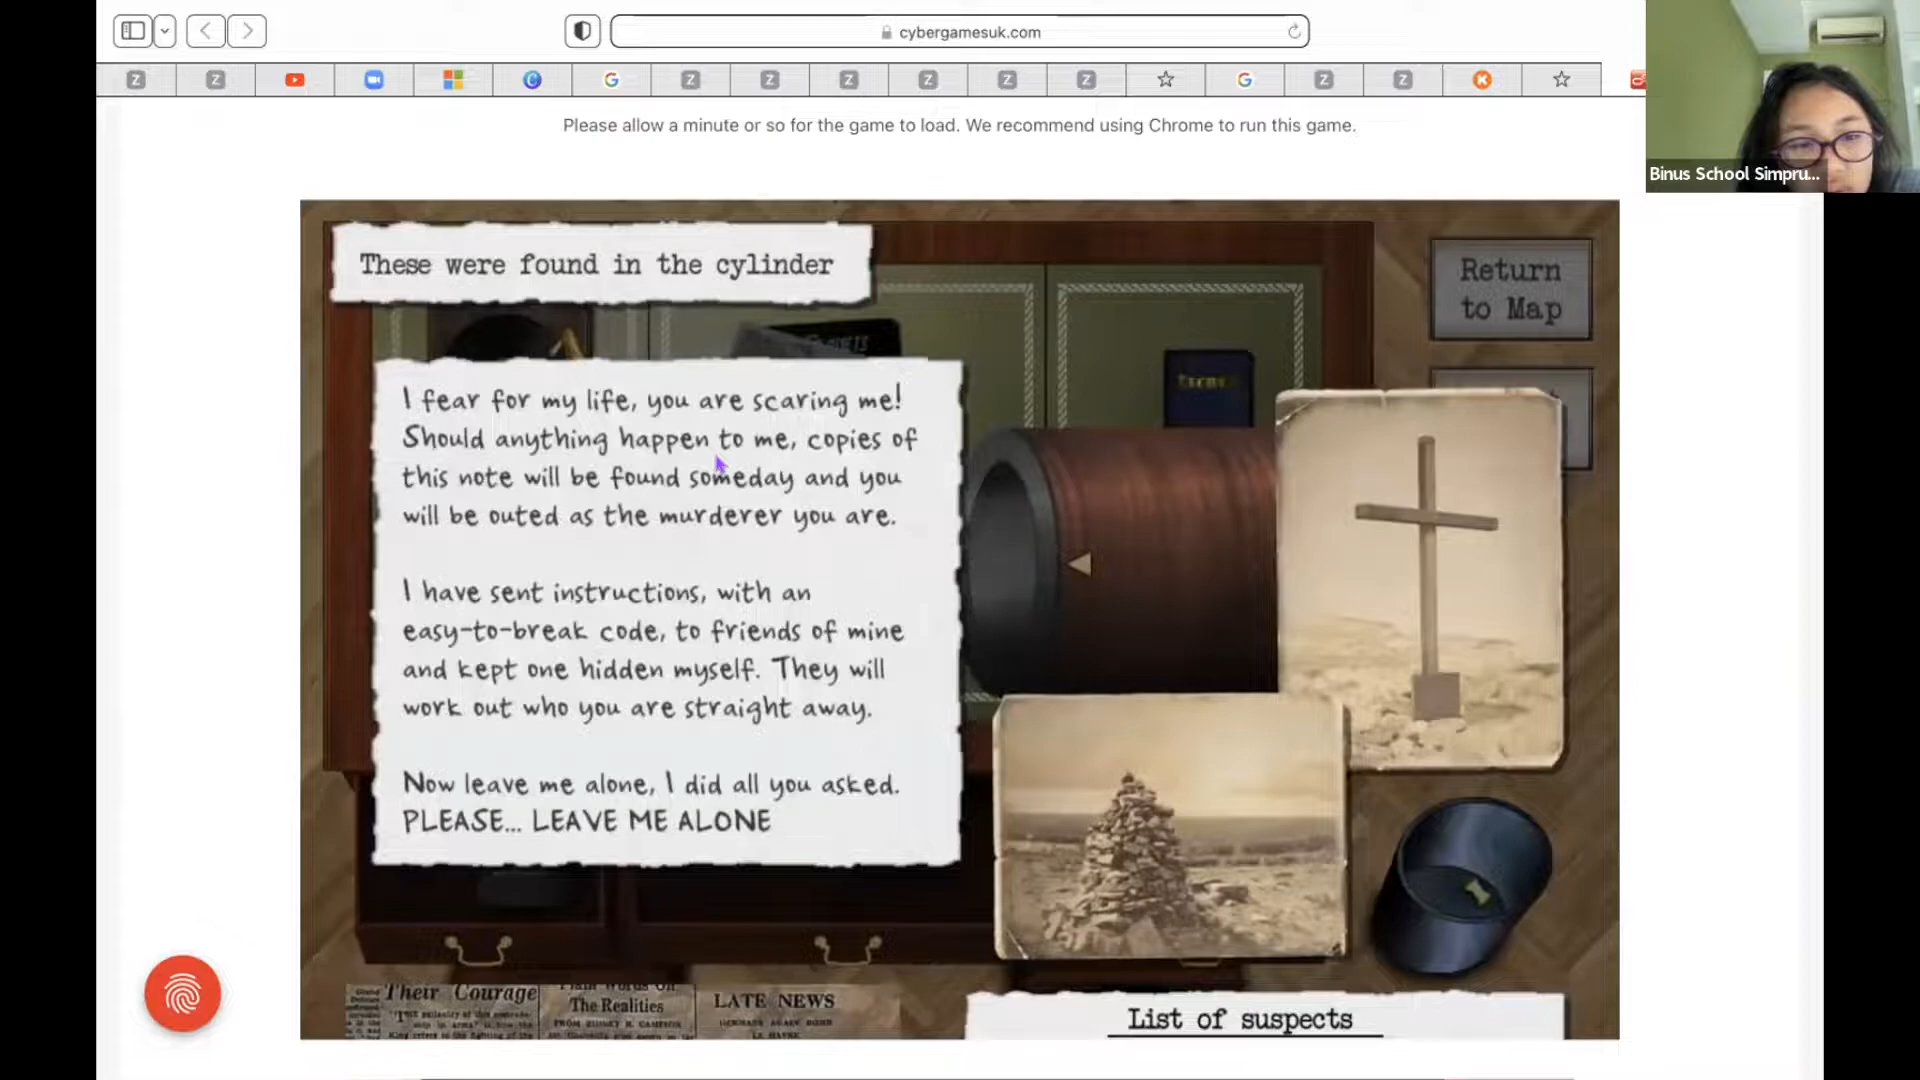 cybergamesuk.com
Please allow a minute or so for the game to load. We recommend using Chrome to run this game.
Binus School Simpru...
These were found in the cylinder
Return
to Map
I fear for my life, you are scaring me!
Should anything happen to me, copies of
this note will be found someday and you
will be outed as the murderer you are.
I have sent instructions, with an
easy-to-break code, to friends of mine
and kept one hidden myself. They will
work out who you are straight away.
Now leave me alone, I did all you asked.
PLEASE... LEAVE ME ALONE
Their Courage
The Realities
LATE NEWS
List of suspects